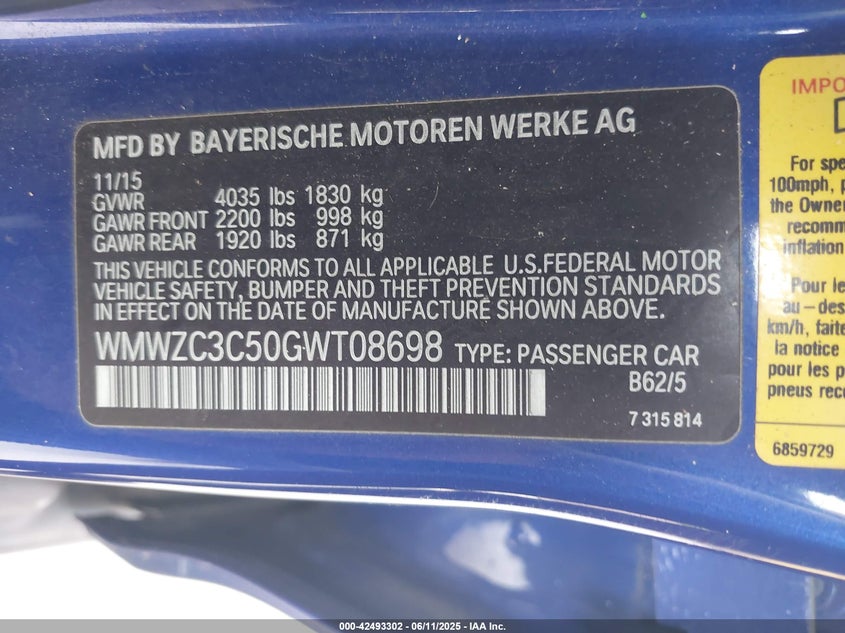 MFD BY BAYERISCHE MOTOREN WERKE AG
11/15
GVWR 4035 lbs 1830 kg
GAWR FRONT 2200 lbs 998 kg
GAWR REAR 1920 lbs 871 kg
THIS VEHICLE CONFORMS TO ALL APPLICABLE U.S.FEDERAL MOTOR
VEHICLE SAFETY, BUMPER AND THEFT PREVENTION STANDARDS
IN EFFECT ON THE DATE OF MANUFACTURE SHOWN ABOVE.
WMWZC3C50GWT08698 TYPE: PASSENGER CAR
B62/5
7 315 814
IMPO
For spe
100mph, p
the Owner
recomm
inflation
Pour le
au-des
km/h, faite
la notice
pour les p
pneus reco
6859729
000-42493302 - 06/11/2025 - IAA Inc.